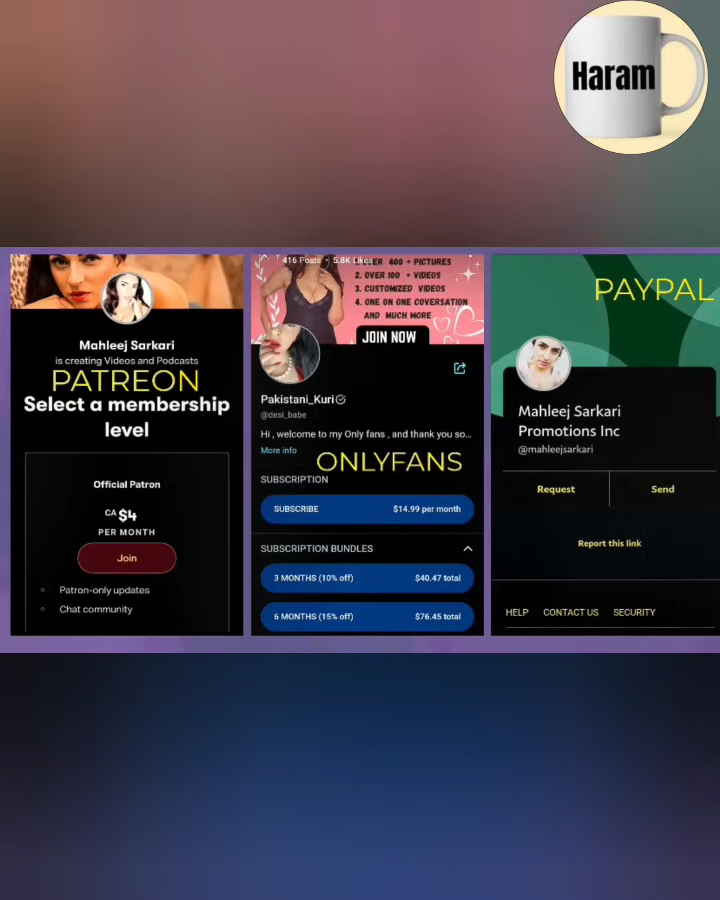 Haram
Mahleej Sarkari
is creating Videos and Podcasts
PATREON
Select a membership
level
Official Patron
CA $4
PER MONTH
Join
Patron-only updates
Chat community
416 Posts • 5.8K Likes
400 + PICTURES
2. OVER 100 + VIDEOS
3. CUSTOMIZED VIDEOS
4. ONE ON ONE COVERSATION
AND MUCH MORE
JOIN NOW
Pakistani_Kuri
@desi_babe
Hi , welcome to my Only fans , and thank you so...
More info
ONLYFANS
SUBSCRIPTION
SUBSCRIBE $14.99 per month
SUBSCRIPTION BUNDLES
3 MONTHS (10% off) $40.47 total
6 MONTHS (15% off) $76.45 total
PAYPAL
Mahleej Sarkari
Promotions Inc
@mahleejsarkari
Request Send
Report this link
HELP CONTACT US SECURITY